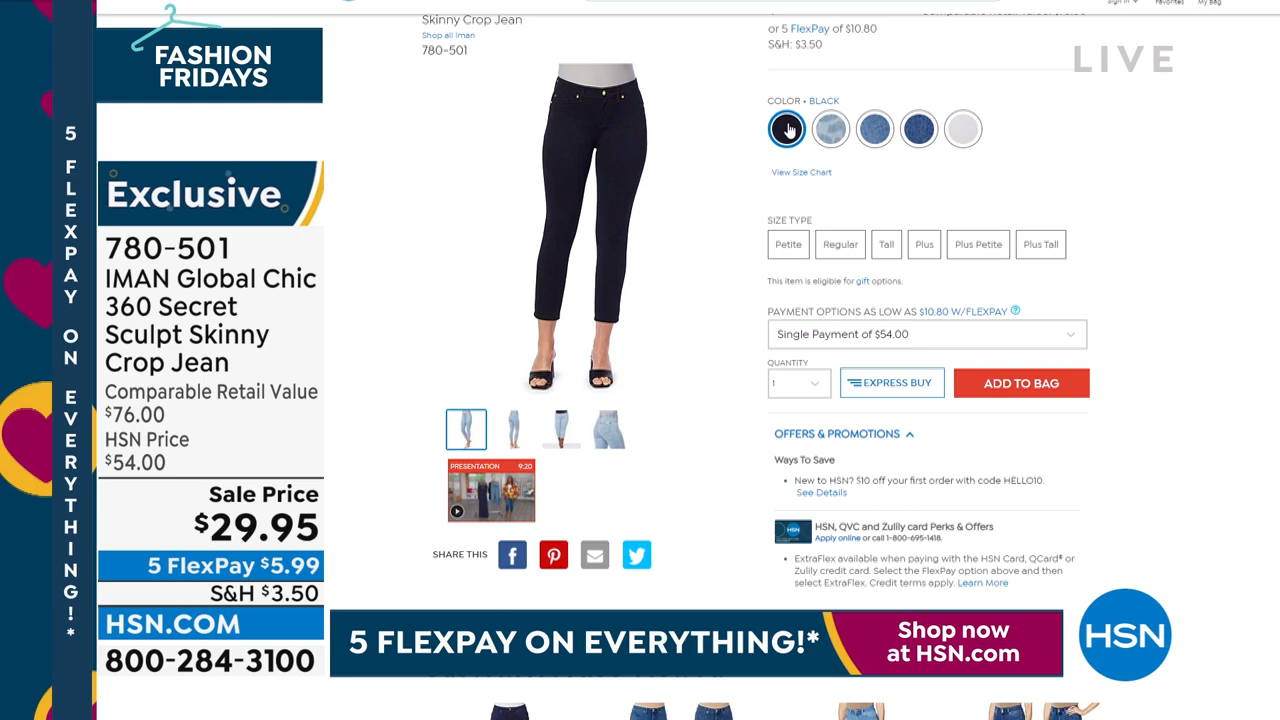 5 FLEXPAY ON EVERYTHING!*
FASHION
FRIDAYS
Exclusive
780-501
IMAN Global Chic
360 Secret
Sculpt Skinny
Crop Jean
Comparable Retail Value
$76.00
HSN Price
$54.00
Sale Price
$29.95
5 FlexPay $5.99
S&H $3.50
HSN.COM
800-284-3100
Sign In
Favorites
My Bag
Skinny Crop Jean
Shop all Iman
780-501
or 5 FlexPay of $10.80
S&H: $3.50
LIVE
COLOR • BLACK
View Size Chart
SIZE TYPE
Petite
Regular
Tall
Plus
Plus Petite
Plus Tall
This item is eligible for gift options.
PAYMENT OPTIONS AS LOW AS $10.80 W/FLEXPAY ?
Single Payment of $54.00
QUANTITY
1
EXPRESS BUY
ADD TO BAG
OFFERS & PROMOTIONS
Ways To Save
• New to HSN? $10 off your first order with code HELLO10.
See Details
HSN, QVC and Zulily card Perks & Offers
Apply online or call 1-800-695-1418.
• ExtraFlex available when paying with the HSN Card, QCard® or
Zulily credit card. Select the FlexPay option above and then
select ExtraFlex. Credit terms apply. Learn More
PRESENTATION 9:20
SHARE THIS
5 FLEXPAY ON EVERYTHING!*
Shop now
at HSN.com
HSN